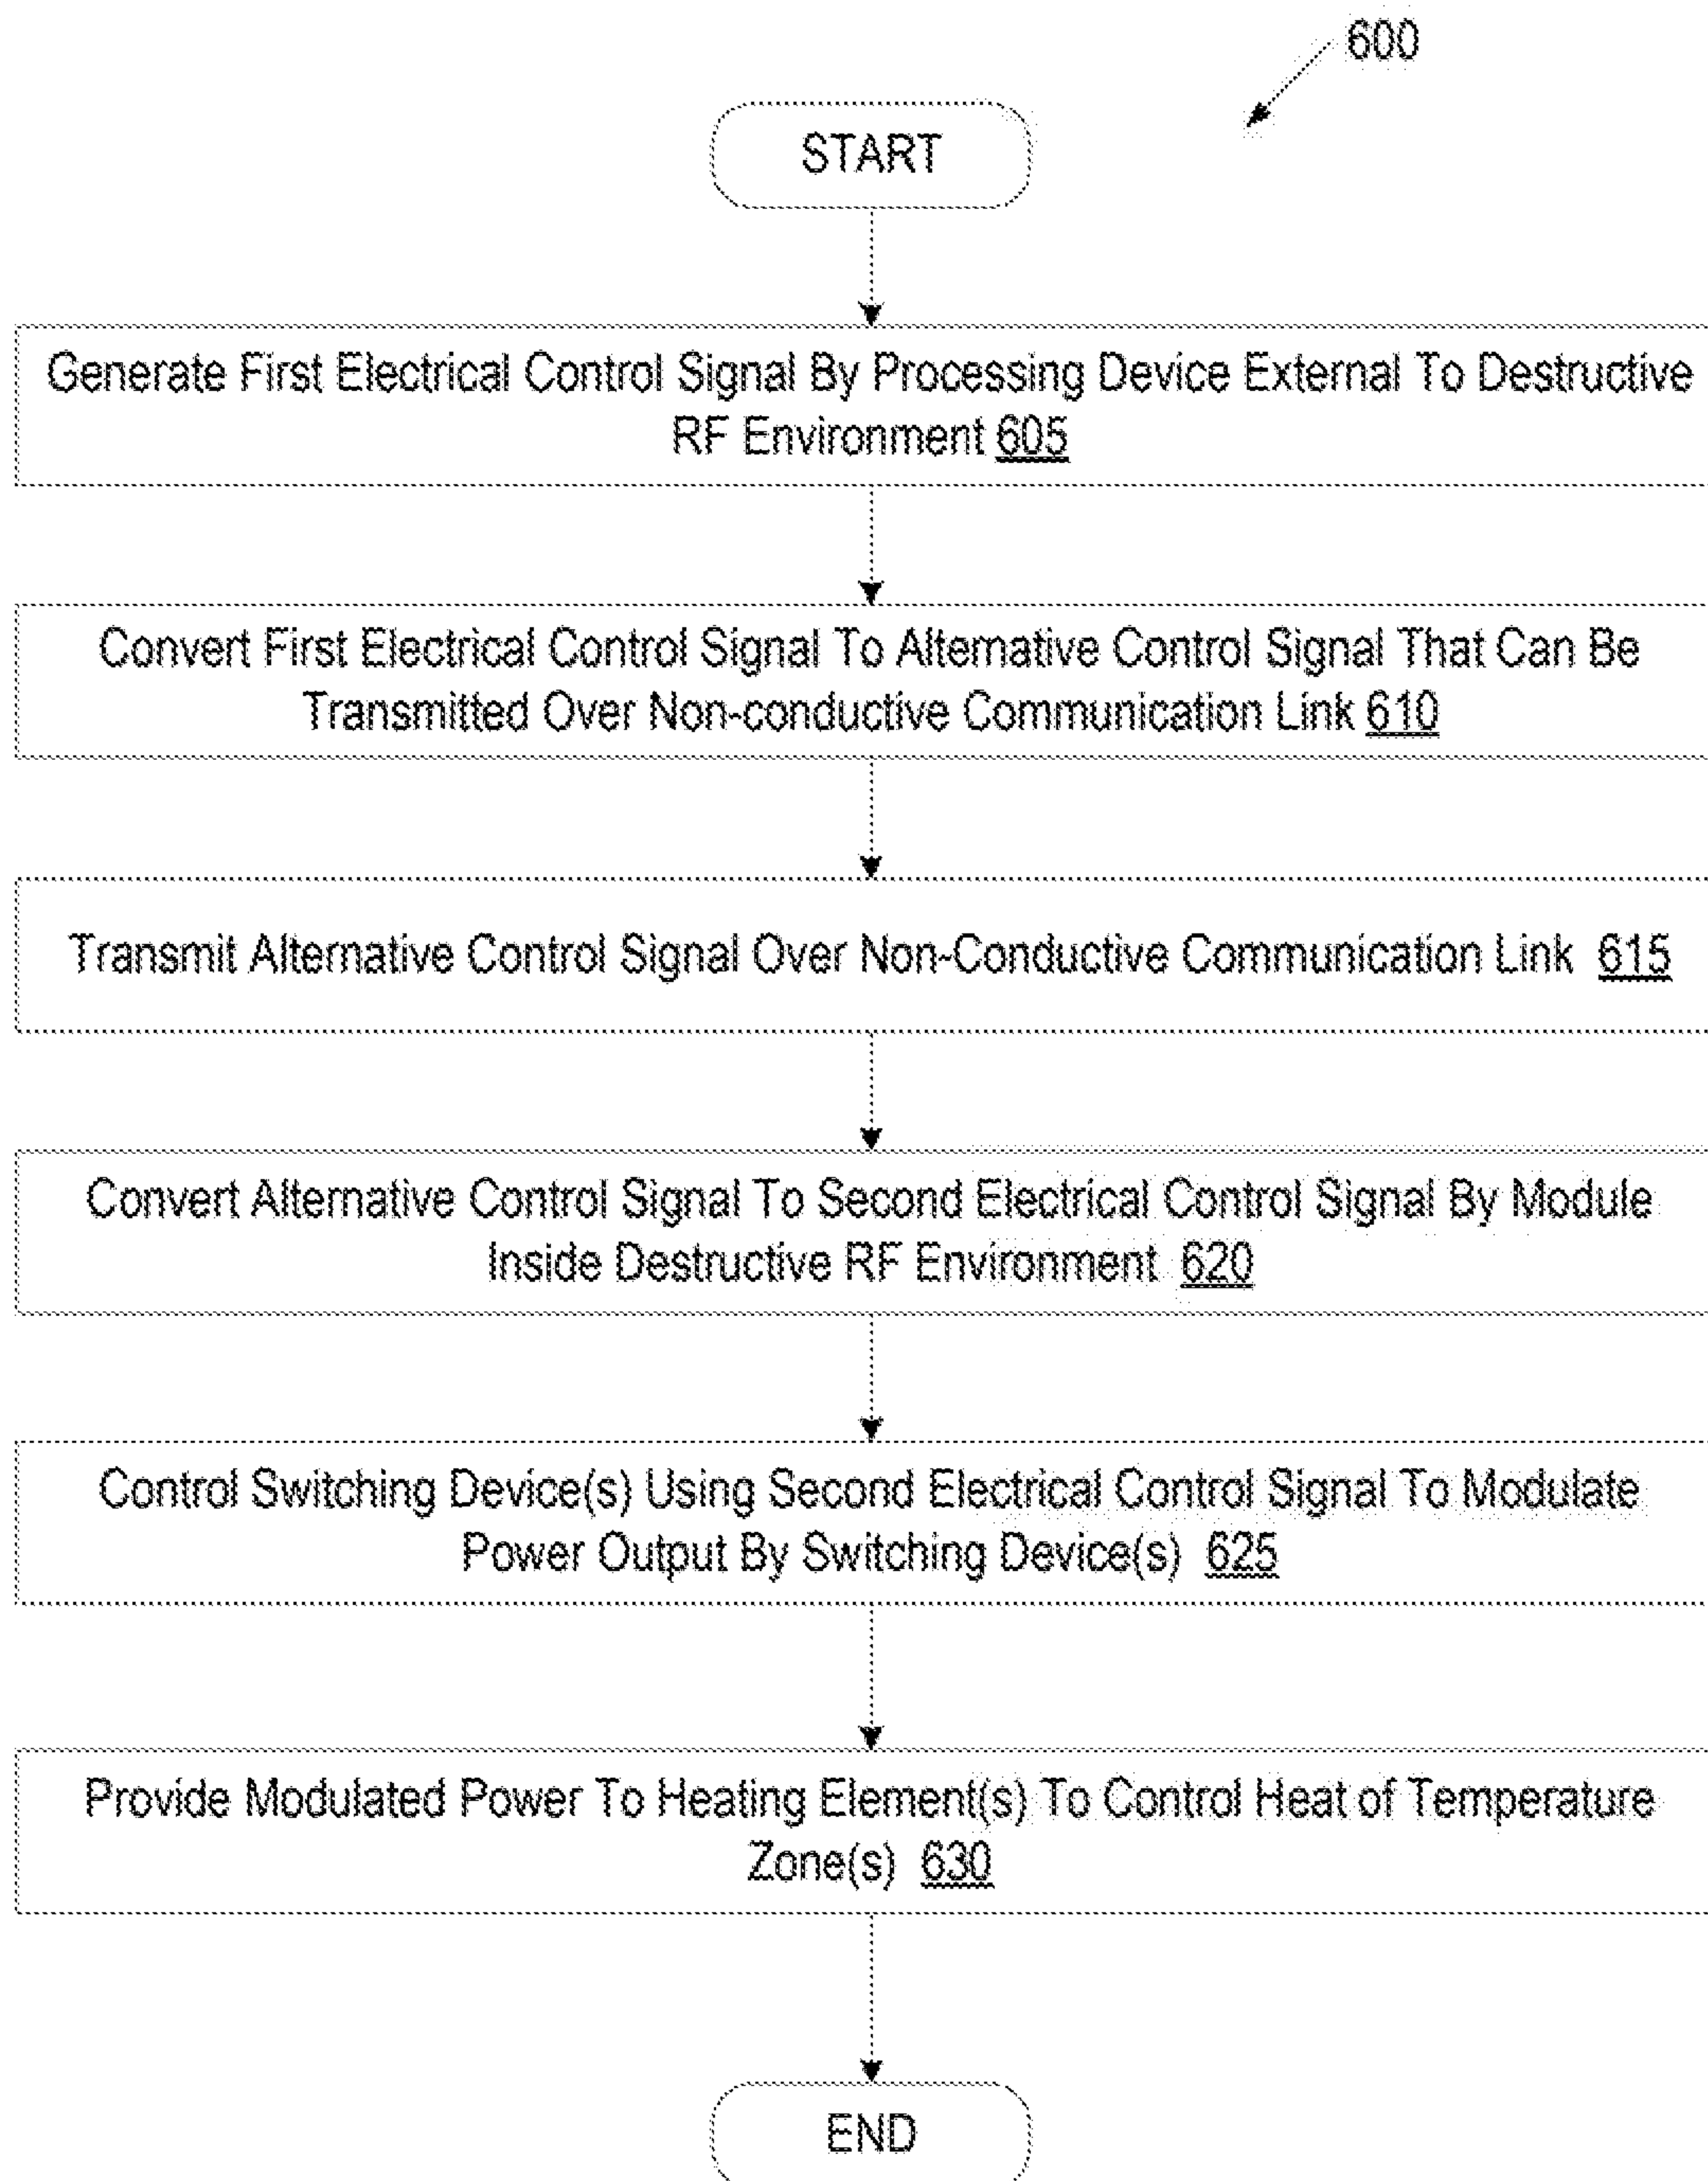 600
START
Generate First Electrical Control Signal By Processing Device External To Destructive
RF Environment 605
Convert First Electrical Control Signal To Alternative Control Signal That Can Be
Transmitted Over Non-conductive Communication Link 610
Transmit Alternative Control Signal Over Non-Conductive Communication Link 615
Convert Alternative Control Signal To Second Electrical Control Signal By Module
Inside Destructive RF Environment 620
Control Switching Device(s) Using Second Electrical Control Signal To Modulate
Power Output By Switching Device(s) 625
Provide Modulated Power To Heating Element(s) To Control Heat of Temperature
Zone(s) 630
END